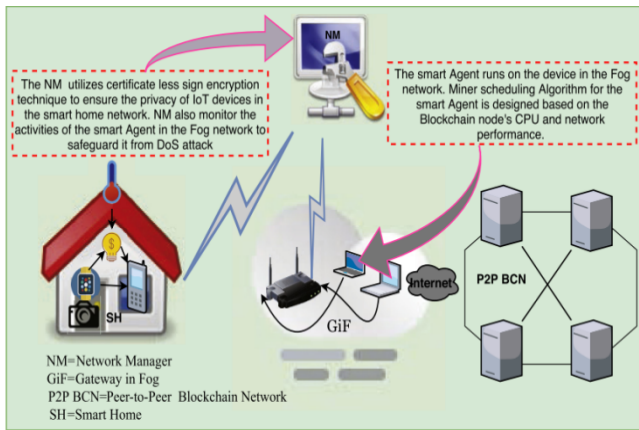 NM
The NM utilizes certificate less sign encryption
technique to ensure the privacy of IoT devices in
the smart home network. NM also monitor the
activities of the smart Agent in the Fog network to
safeguard it from DoS attack
The smart Agent runs on the device in the Fog
network. Miner scheduling Algorithm for the
smart Agent is designed based on the
Blockchain node's CPU and network
performance.
$
SH
GiF
Internet
P2P BCN
NM=Network Manager
GiF=Gateway in Fog
P2P BCN=Peer-to-Peer Blockchain Network
SH=Smart Home